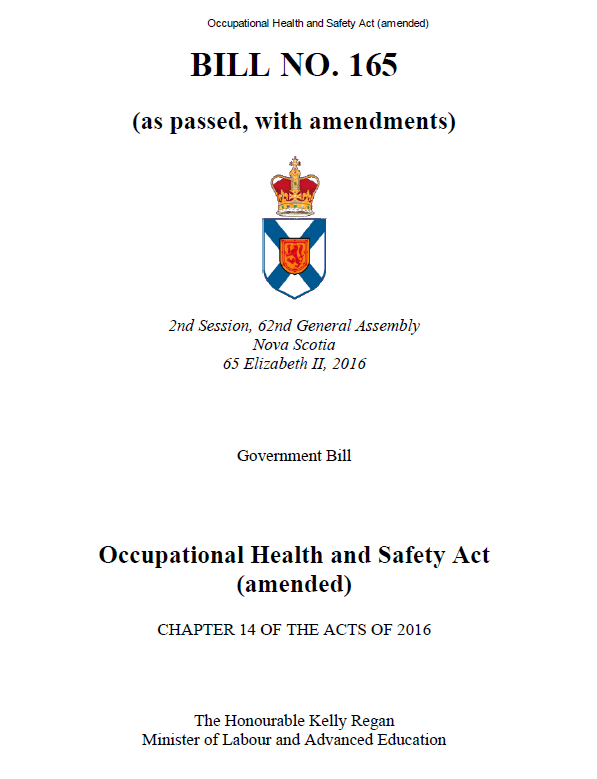 Occupational Health and Safety Act (amended)
BILL NO. 165
(as passed, with amendments)
2nd Session, 62nd General Assembly
Nova Scotia
65 Elizabeth II, 2016
Government Bill
Occupational Health and Safety Act
(amended)
CHAPTER 14 OF THE ACTS OF 2016
The Honourable Kelly Regan
Minister of Labour and Advanced Education